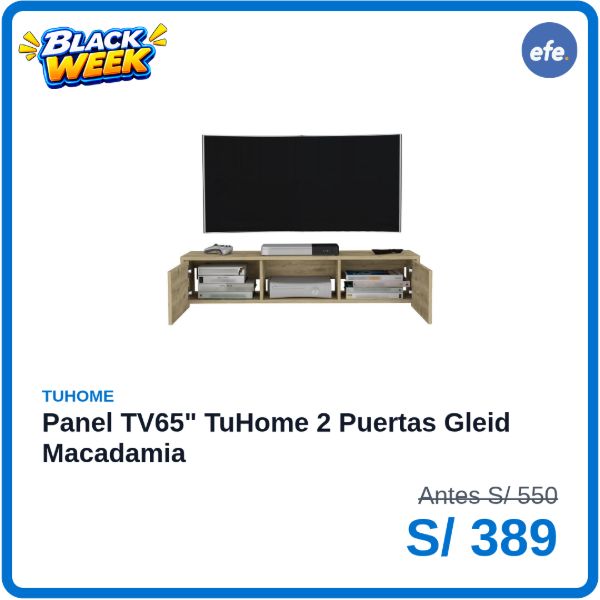 BLACK
WEEK
efe.
TUHOME
Panel TV65" TuHome 2 Puertas Gleid
Macadamia
Antes S/ 550
S/ 389